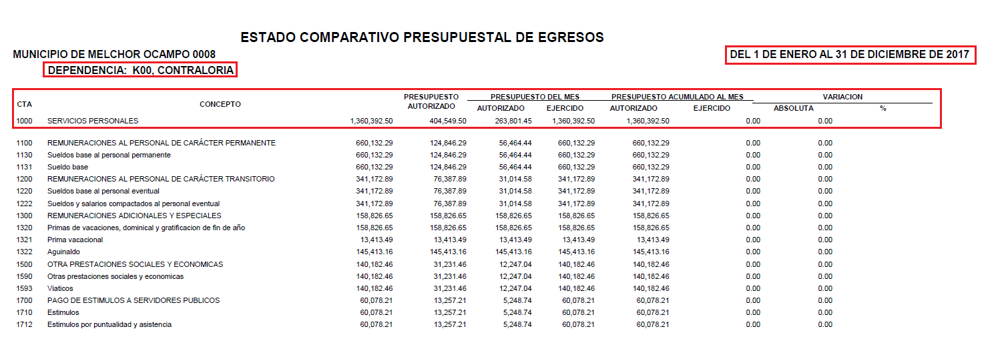 ESTADO COMPARATIVO PRESUPUESTAL DE EGRESOS
MUNICIPIO DE MELCHOR OCAMPO 0008 DEL 1 DE ENERO AL 31 DE DICIEMBRE DE 2017
DEPENDENCIA: K00, CONTRALORIA
PRESUPUESTO PRESUPUESTO DEL MES PRESUPUESTO ACUMULADO AL MES VARIACION
CTA CONCEPTO AUTORIZADO AUTORIZADO EJERCIDO AUTORIZADO EJERCIDO ABSOLUTA %
1000 SERVICIOS PERSONALES 1,360,392.50 404,549.50 263,801.45 1,360,392.50 1,360,392.50 0.00 0.00
1100 REMUNERACIONES AL PERSONAL DE CARÁCTER PERMANENTE 660,132.29 124,846.29 56,464.44 660,132.29 660,132.29 0.00 0.00
1130 Sueldos base al personal permanente 660,132.29 124,846.29 56,464.44 660,132.29 660,132.29 0.00 0.00
1131 Sueldo base 660,132.29 124,846.29 56,464.44 660,132.29 660,132.29 0.00 0.00
1200 REMUNERACIONES AL PERSONAL DE CARÁCTER TRANSITORIO 341,172.89 76,387.89 31,014.58 341,172.89 341,172.89 0.00 0.00
1220 Sueldos base al personal eventual 341,172.89 76,387.89 31,014.58 341,172.89 341,172.89 0.00 0.00
1222 Sueldos y salarios compactados al personal eventual 341,172.89 76,387.89 31,014.58 341,172.89 341,172.89 0.00 0.00
1300 REMUNERACIONES ADICIONALES Y ESPECIALES 158,826.65 158,826.65 158,826.65 158,826.65 158,826.65 0.00 0.00
1320 Primas de vacaciones, dominical y gratificacion de fin de año 158,826.65 158,826.65 158,826.65 158,826.65 158,826.65 0.00 0.00
1321 Prima vacacional 13,413.49 13,413.49 13,413.49 13,413.49 13,413.49 0.00 0.00
1322 Aguinaldo 145,413.16 145,413.16 145,413.16 145,413.16 145,413.16 0.00 0.00
1500 OTRA PRESTACIONES SOCIALES Y ECONOMICAS 140,182.46 31,231.46 12,247.04 140,182.46 140,182.46 0.00 0.00
1590 Otras prestaciones sociales y economicas 140,182.46 31,231.46 12,247.04 140,182.46 140,182.46 0.00 0.00
1593 Viaticos 140,182.46 31,231.46 12,247.04 140,182.46 140,182.46 0.00 0.00
1700 PAGO DE ESTIMULOS A SERVIDORES PUBLICOS 60,078.21 13,257.21 5,248.74 60,078.21 60,078.21 0.00 0.00
1710 Estimulos 60,078.21 13,257.21 5,248.74 60,078.21 60,078.21 0.00 0.00
1712 Estimulos por puntualidad y asistencia 60,078.21 13,257.21 5,248.74 60,078.21 60,078.21 0.00 0.00